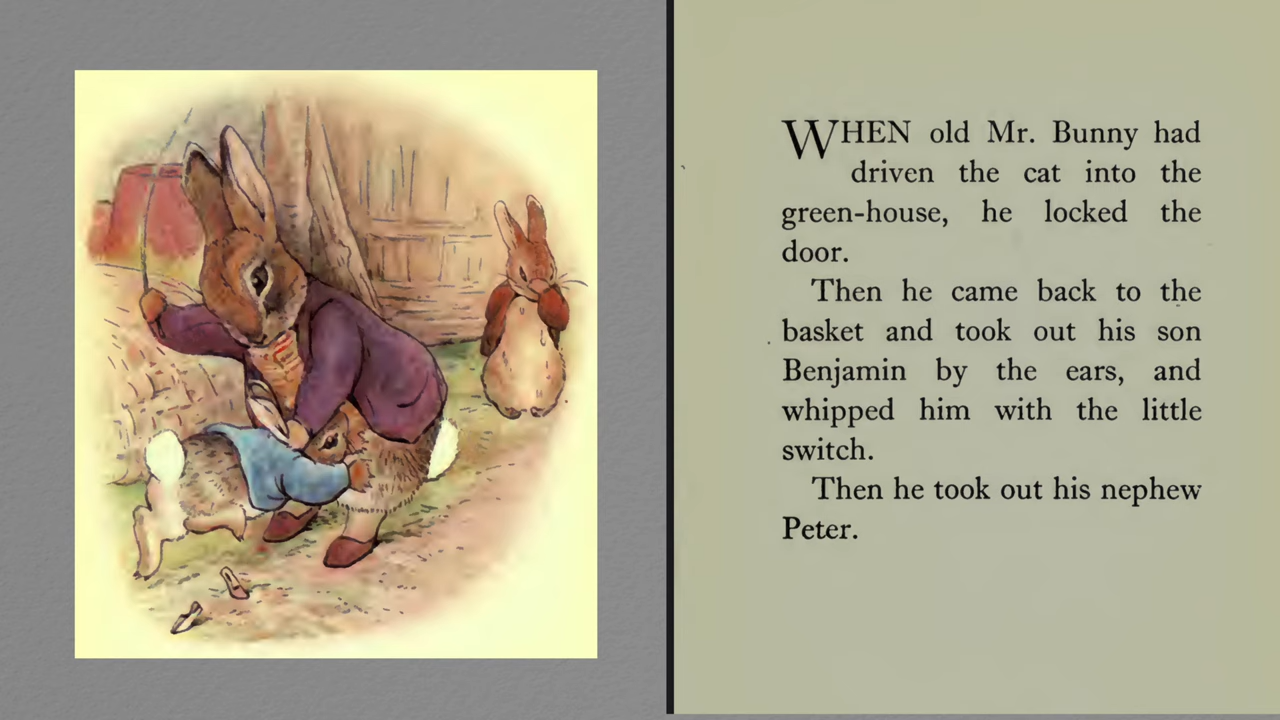 WHEN old Mr. Bunny had
driven the cat into the
green-house, he locked the
door.
Then he came back to the
basket and took out his son
Benjamin by the ears, and
whipped him with the little
switch.
Then he took out his nephew
Peter.